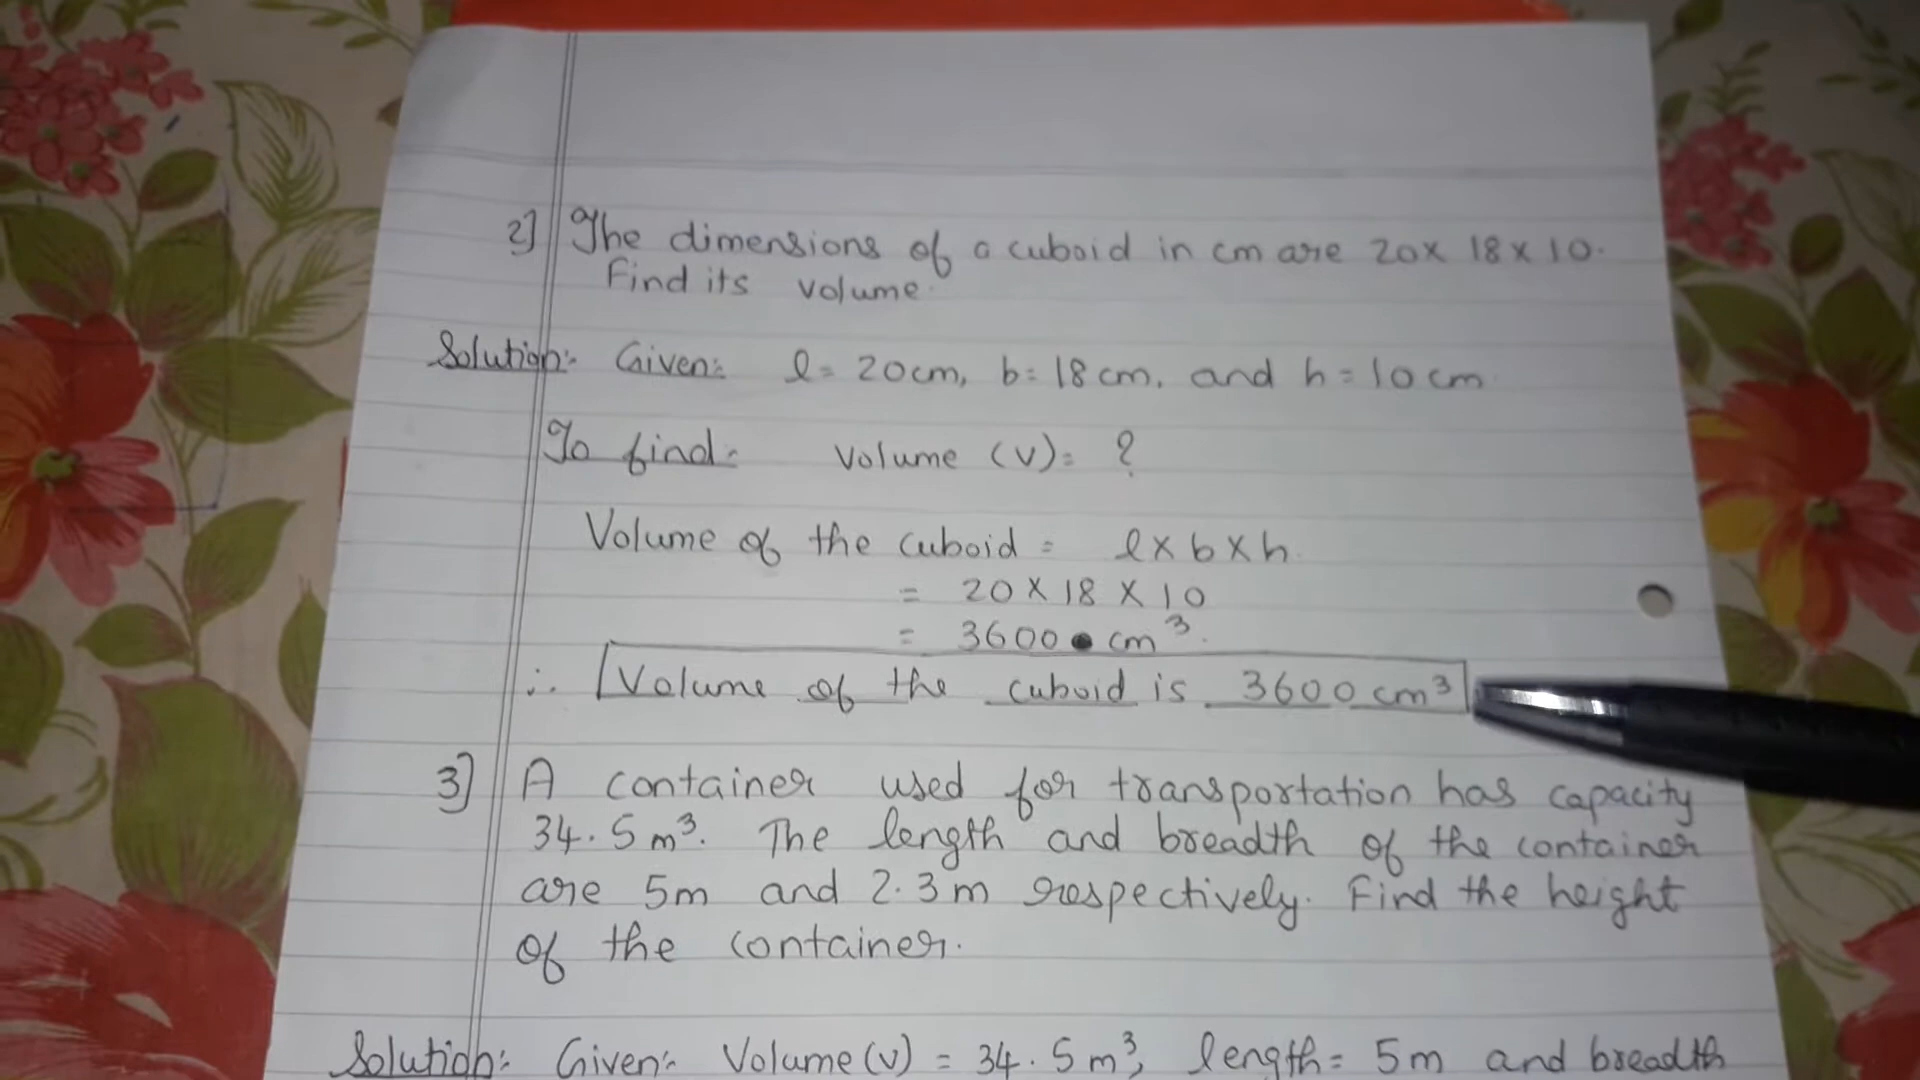 2] The dimensions of a cuboid in cm are 20 x 18 x 10.
Find its volume.
Solution:- Given:- l = 20cm, b = 18 cm, and h = 10 cm
To find:- Volume (V) = ?
Volume of the cuboid = l x b x h.
= 20 X 18 X 10
= 3600 cm³.
∴ Volume of the cuboid is 3600 cm³
3] A container used for transportation has capacity
34.5 m³. The length and breadth of the container
are 5m and 2.3 m respectively. Find the height
of the container.
Solution:- Given:- Volume (V) = 34.5 m³, length = 5m and breadth